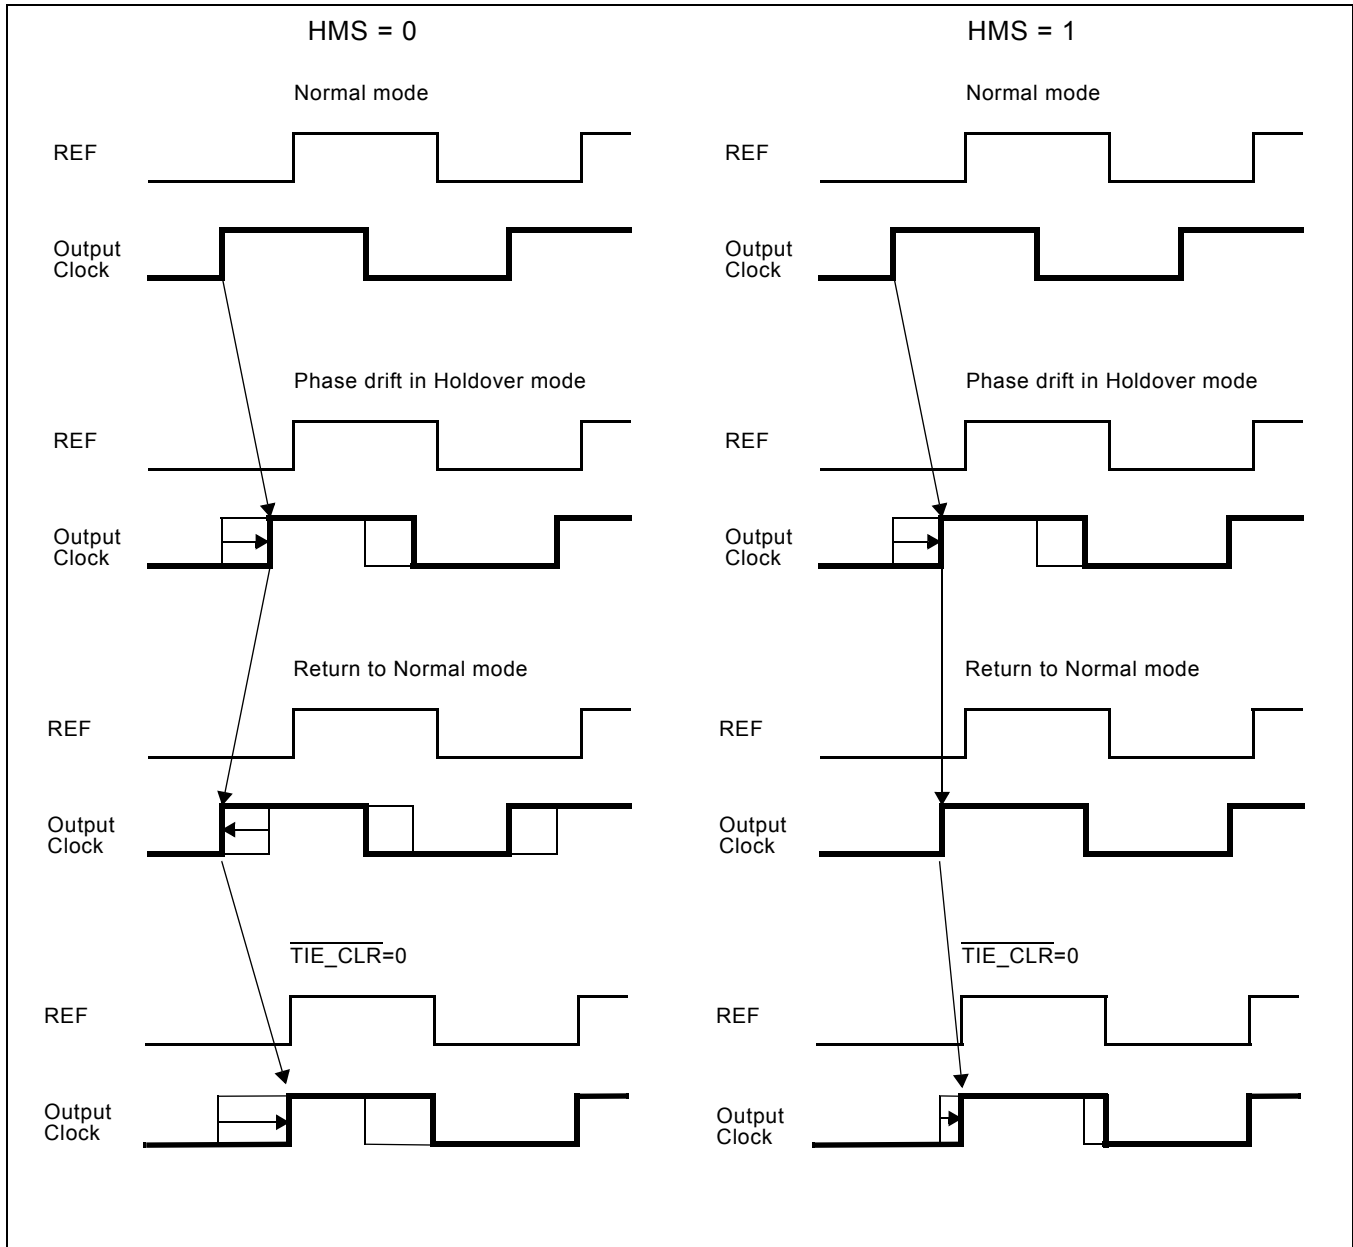 HMS = 0
Normal mode
REF
Output
Clock
Phase drift in Holdover mode
REF
Output
Clock
Return to Normal mode
REF
Output
Clock
TIE_CLR=0
REF
Output
Clock
HMS = 1
Normal mode
REF
Output
Clock
Phase drift in Holdover mode
REF
Output
Clock
Return to Normal mode
REF
Output
Clock
TIE_CLR=0
REF
Output
Clock